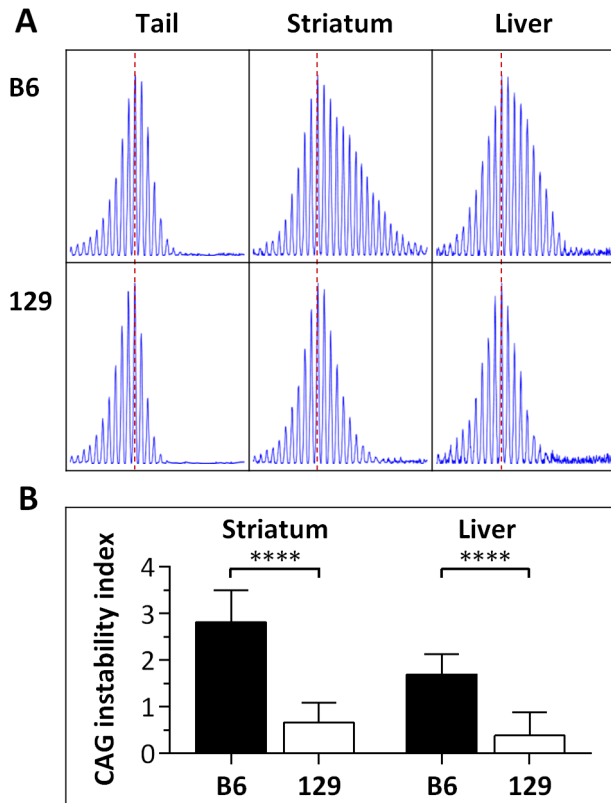 A
Tail Striatum Liver
B6
129
B
Striatum Liver
**** ****
CAG instability index
4
3
2
1
0
B6 129 B6 129